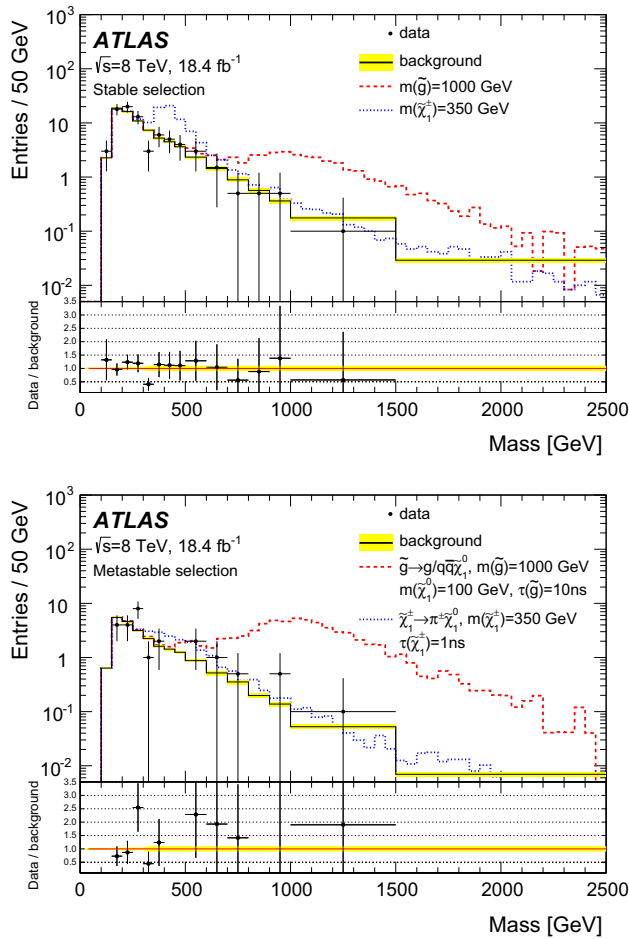 ATLAS
√s=8 TeV, 18.4 fb⁻¹
Stable selection
data
background
m(g̃)=1000 GeV
m(χ̃₁±)=350 GeV
Entries / 50 GeV
10³
10²
10
1
10⁻¹
10⁻²
Data / background
3.5
3.0
2.5
2.0
1.5
1.0
0.5
0 500 1000 1500 2000 2500
Mass [GeV]
ATLAS
√s=8 TeV, 18.4 fb⁻¹
Metastable selection
data
background
g̃→g/qq̅χ̃₁⁰, m(g̃)=1000 GeV
m(χ̃₁⁰)=100 GeV, τ(g̃)=10ns
χ̃₁±→π±χ̃₁⁰, m(χ̃₁±)=350 GeV
τ(χ̃₁±)=1ns
Entries / 50 GeV
10³
10²
10
1
10⁻¹
10⁻²
Data / background
3.5
3.0
2.5
2.0
1.5
1.0
0.5
0 500 1000 1500 2000 2500
Mass [GeV]